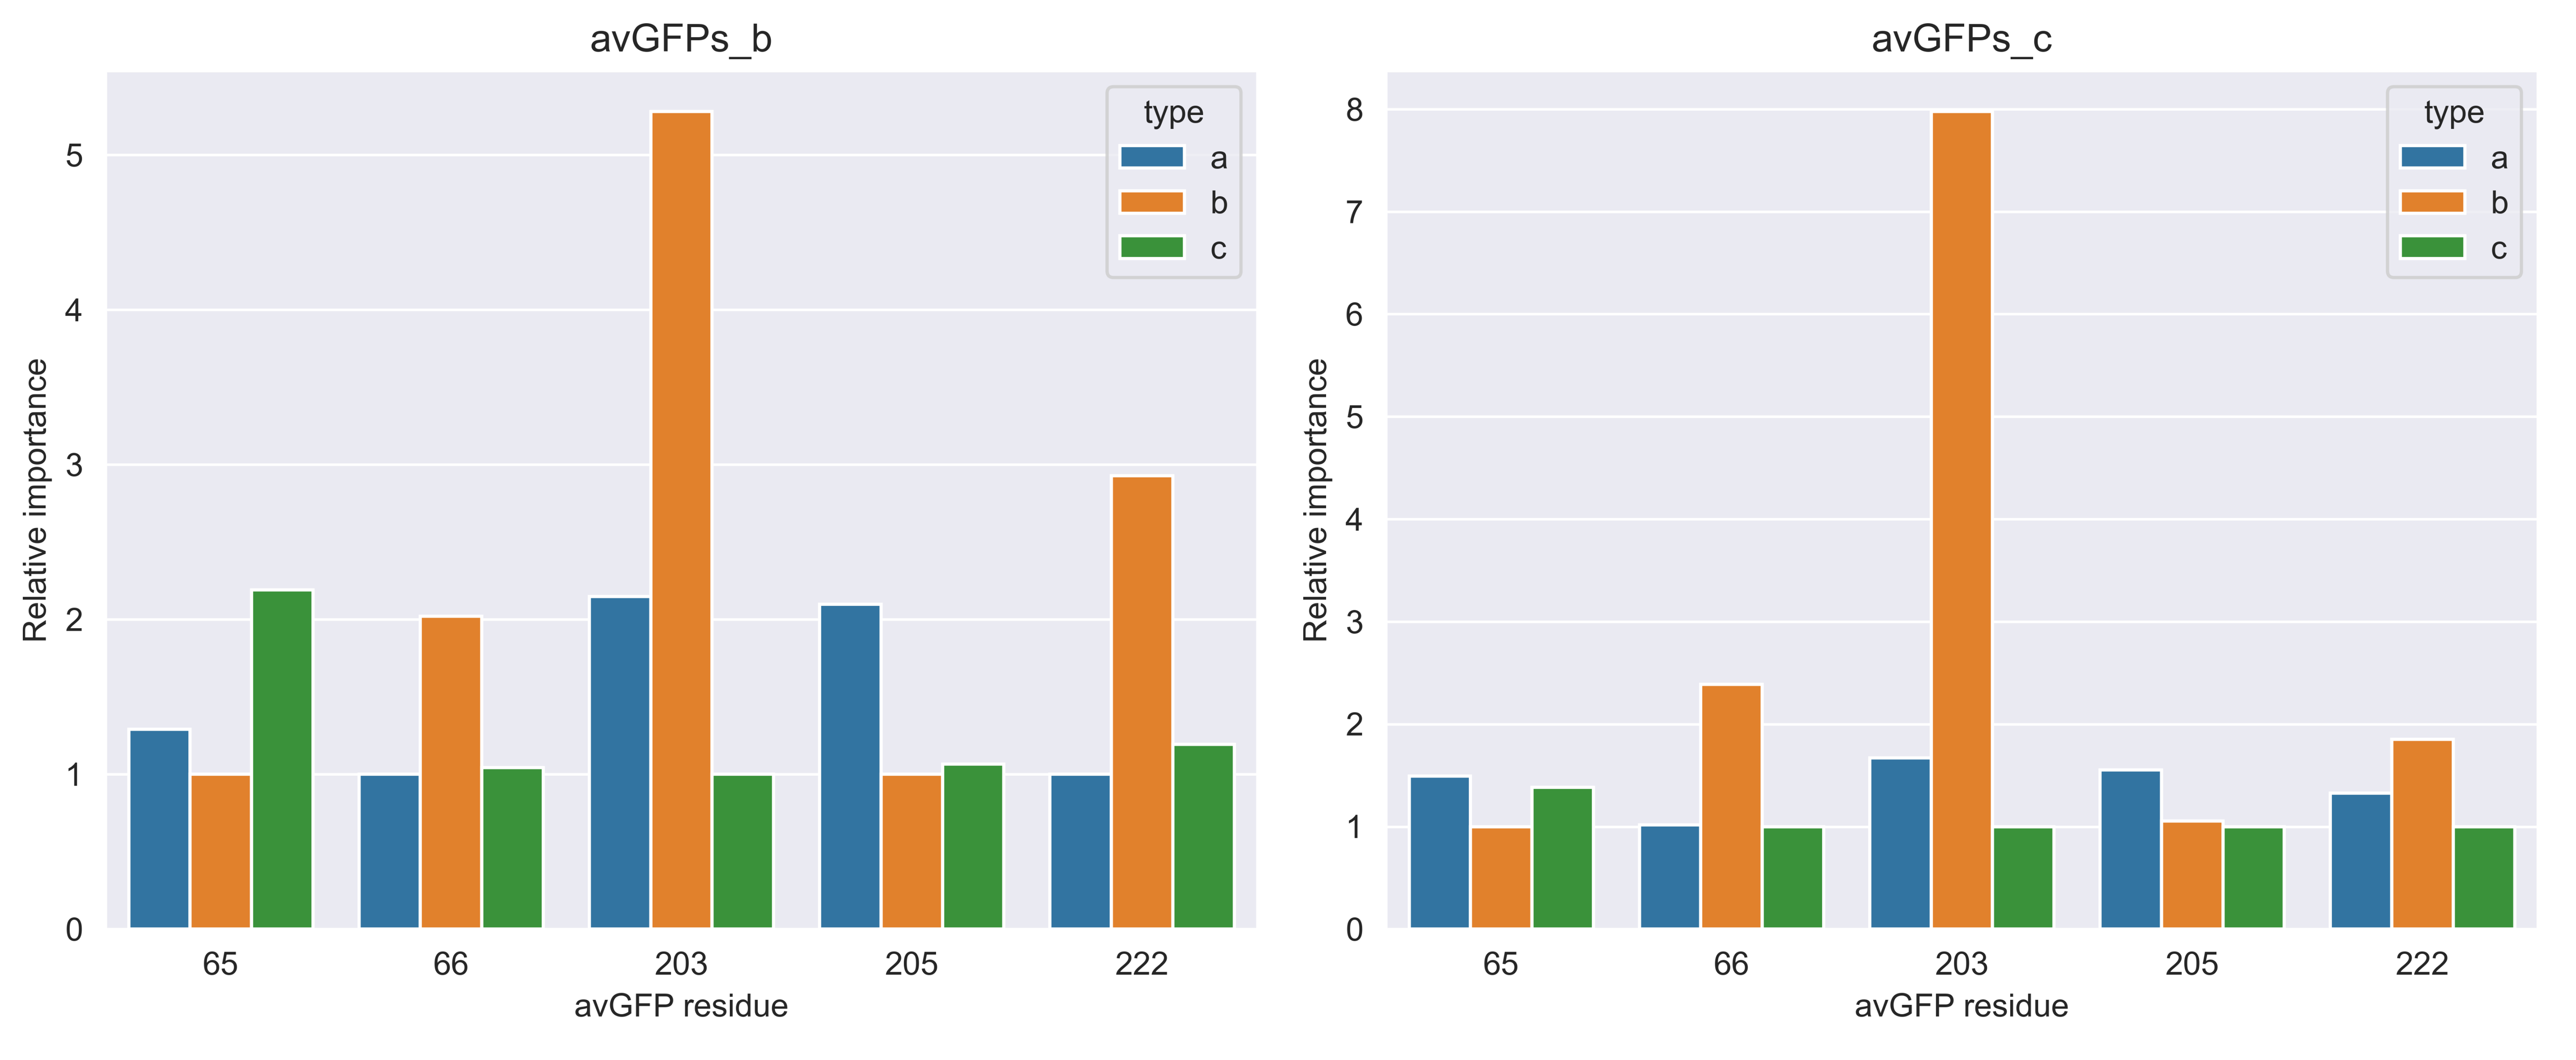 avGFPs_b
Relative importance
5
4
3
2
1
0
65 66 203 205 222
avGFP residue
type
a
b
c
avGFPs_c
Relative importance
8
7
6
5
4
3
2
1
0
65 66 203 205 222
avGFP residue
type
a
b
c